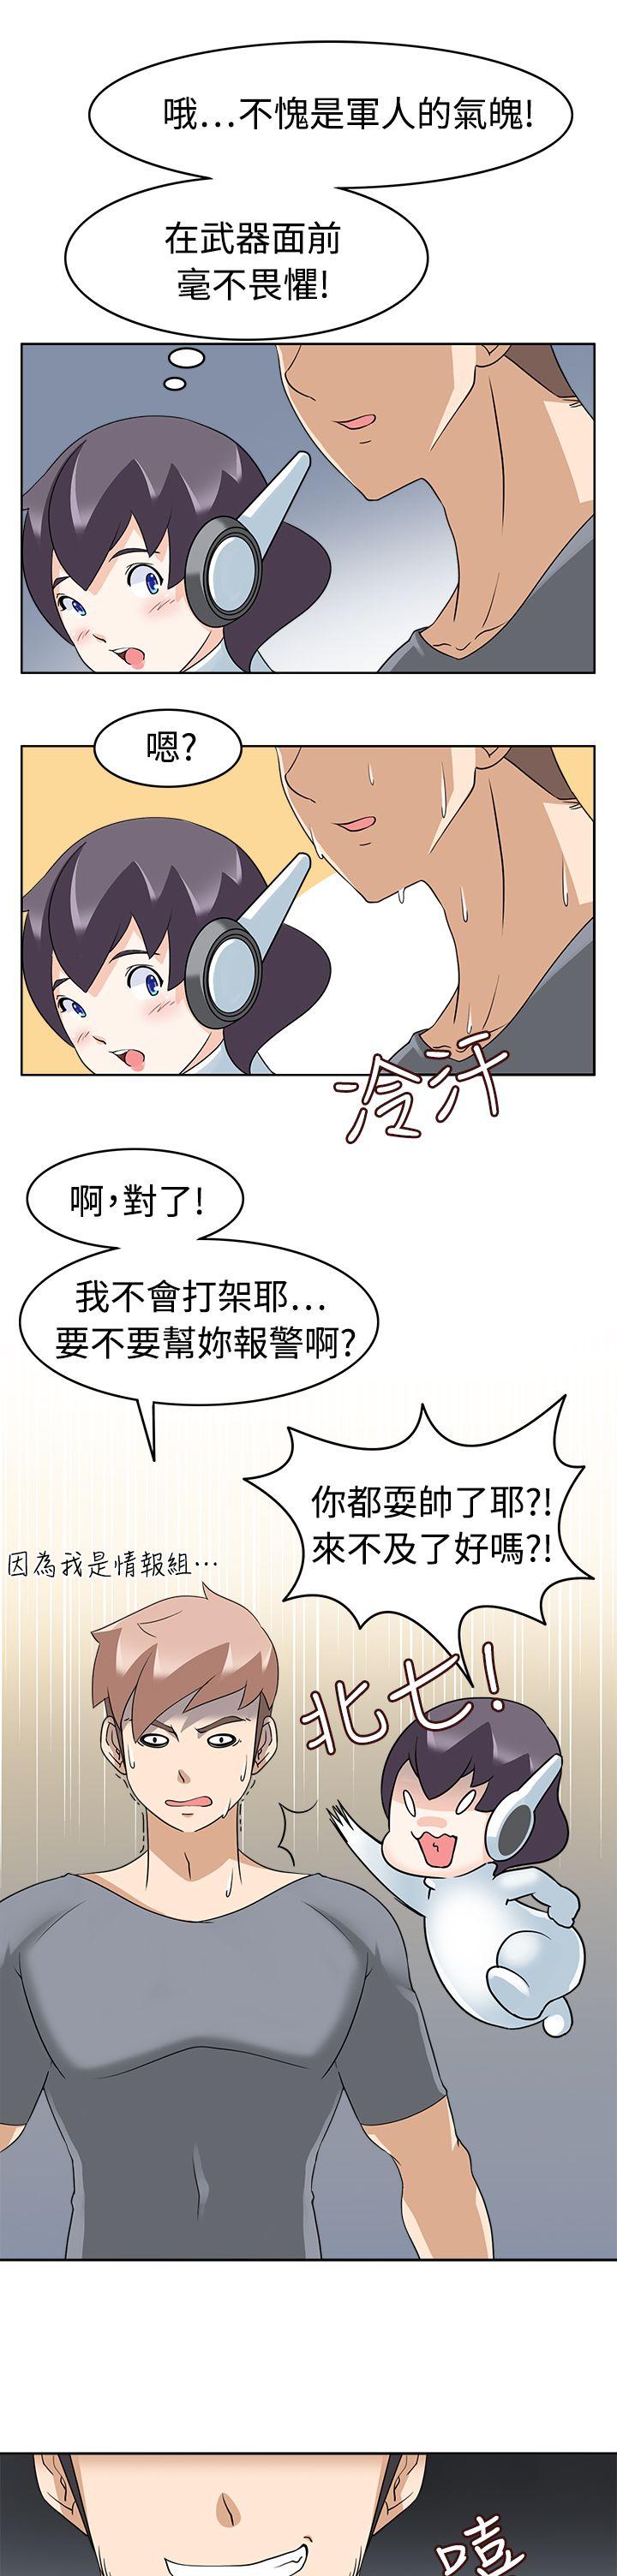 哦...不愧是軍人的氣魄!
在武器面前
毫不畏懼!
嗯?
冷汗
啊,對了!
我不會打架耶...
要不要幫妳報警啊?
你都耍帥了耶?!
來不及了好嗎?!
因為我是情報組...
北七!
嘻